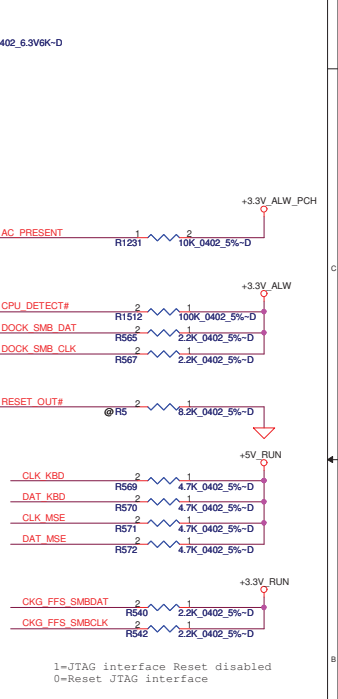 402_6.3V6K~D
+3.3V_ALW_PCH
AC_PRESENT 1 2
R1231 10K_0402_5%~D
C
+3.3V_ALW
CPU_DETECT# 2 1
R1512 100K_0402_5%~D
DOCK_SMB_DAT 2 1
R565 2.2K_0402_5%~D
DOCK_SMB_CLK 2 1
R567 2.2K_0402_5%~D
RESET_OUT# 2 1
@R5 8.2K_0402_5%~D
+5V_RUN
CLK_KBD 2 1
R569 4.7K_0402_5%~D
DAT_KBD 2 1
R570 4.7K_0402_5%~D
CLK_MSE 2 1
R571 4.7K_0402_5%~D
DAT_MSE 2 1
R572 4.7K_0402_5%~D
+3.3V_RUN
CKG_FFS_SMBDAT 2 1
R540 2.2K_0402_5%~D
CKG_FFS_SMBCLK 2 1
R542 2.2K_0402_5%~D
B
1=JTAG interface Reset disabled
0=Reset JTAG interface